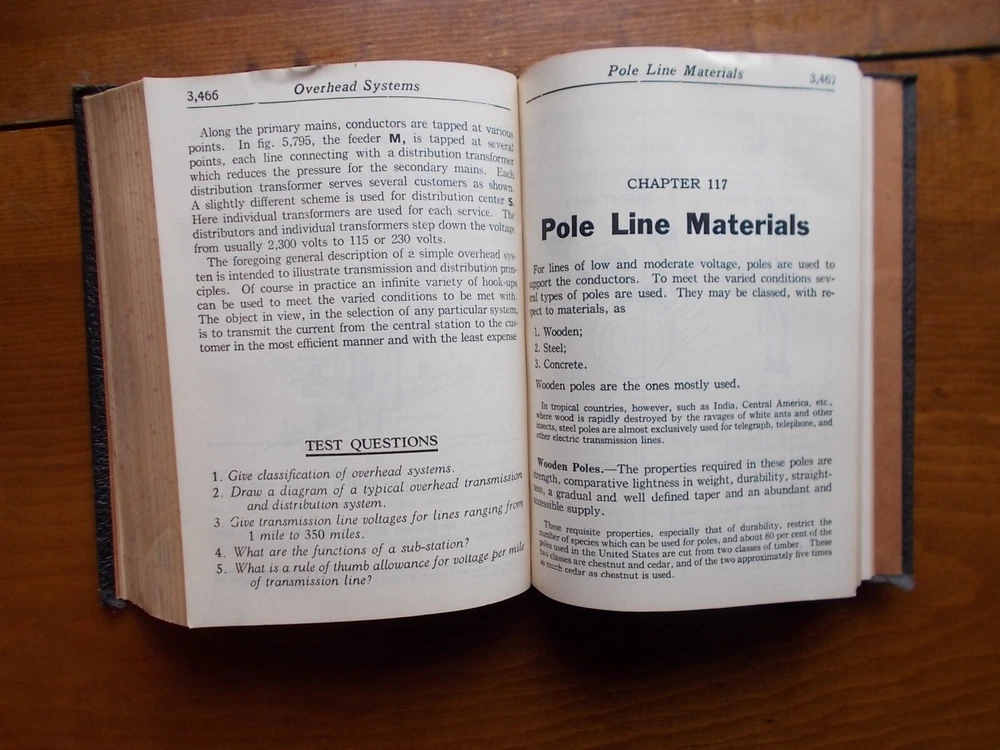 3,466
Overhead Systems
Along the primary mains, conductors are tapped at various
points. In fig. 5,795, the feeder M, is tapped at several
points, each line connecting with a distribution transformer
which reduces the pressure for the secondary mains. Each
distribution transformer serves several customers as shown.
A slightly different scheme is used for distribution center S.
Here individual transformers are used for each service. The
distributors and individual transformers step down the voltage
from usually 2,300 volts to 115 or 230 volts.
The foregoing general description of a simple overhead sys-
ten is intended to illustrate transmission and distribution prin-
ciples. Of course in practice an infinite variety of hook-ups
can be used to meet the varied conditions to be met with.
The object in view, in the selection of any particular system,
is to transmit the current from the central station to the cus-
tomer in the most efficient manner and with the least expense
TEST QUESTIONS
1. Give classification of overhead systems.
2. Draw a diagram of a typical overhead transmission
and distribution system.
3. Give transmission line voltages for lines ranging from
1 mile to 350 miles.
4. What are the functions of a sub-station?
5. What is a rule of thumb allowance for voltage per mile
of transmission line?
Pole Line Materials
3,467
CHAPTER 117
Pole Line Materials
For lines of low and moderate voltage, poles are used to
upport the conductors. To meet the varied conditions sev-
ral types of poles are used. They may be classed, with re-
pect to materials, as
1. Wooden;
2. Steel;
3. Concrete.
Wooden poles are the ones mostly used.
In tropical countries, however, such as India, Central America, etc.,
where wood is rapidly destroyed by the ravages of white ants and other
insects, steel poles are almost exclusively used for telegraph, telephone, and
other electric transmission lines.
Wooden Poles.—The properties required in these poles are
strength, comparative lightness in weight, durability, straight-
ness, a gradual and well defined taper and an abundant and
accessible supply.
These requisite properties, especially that of durability, restrict the
number of species which can be used for poles, and about 80 per cent of the
poles used in the United States are cut from two classes of timber. These
two classes are chestnut and cedar, and of the two approximately five times
as much cedar as chestnut is used.